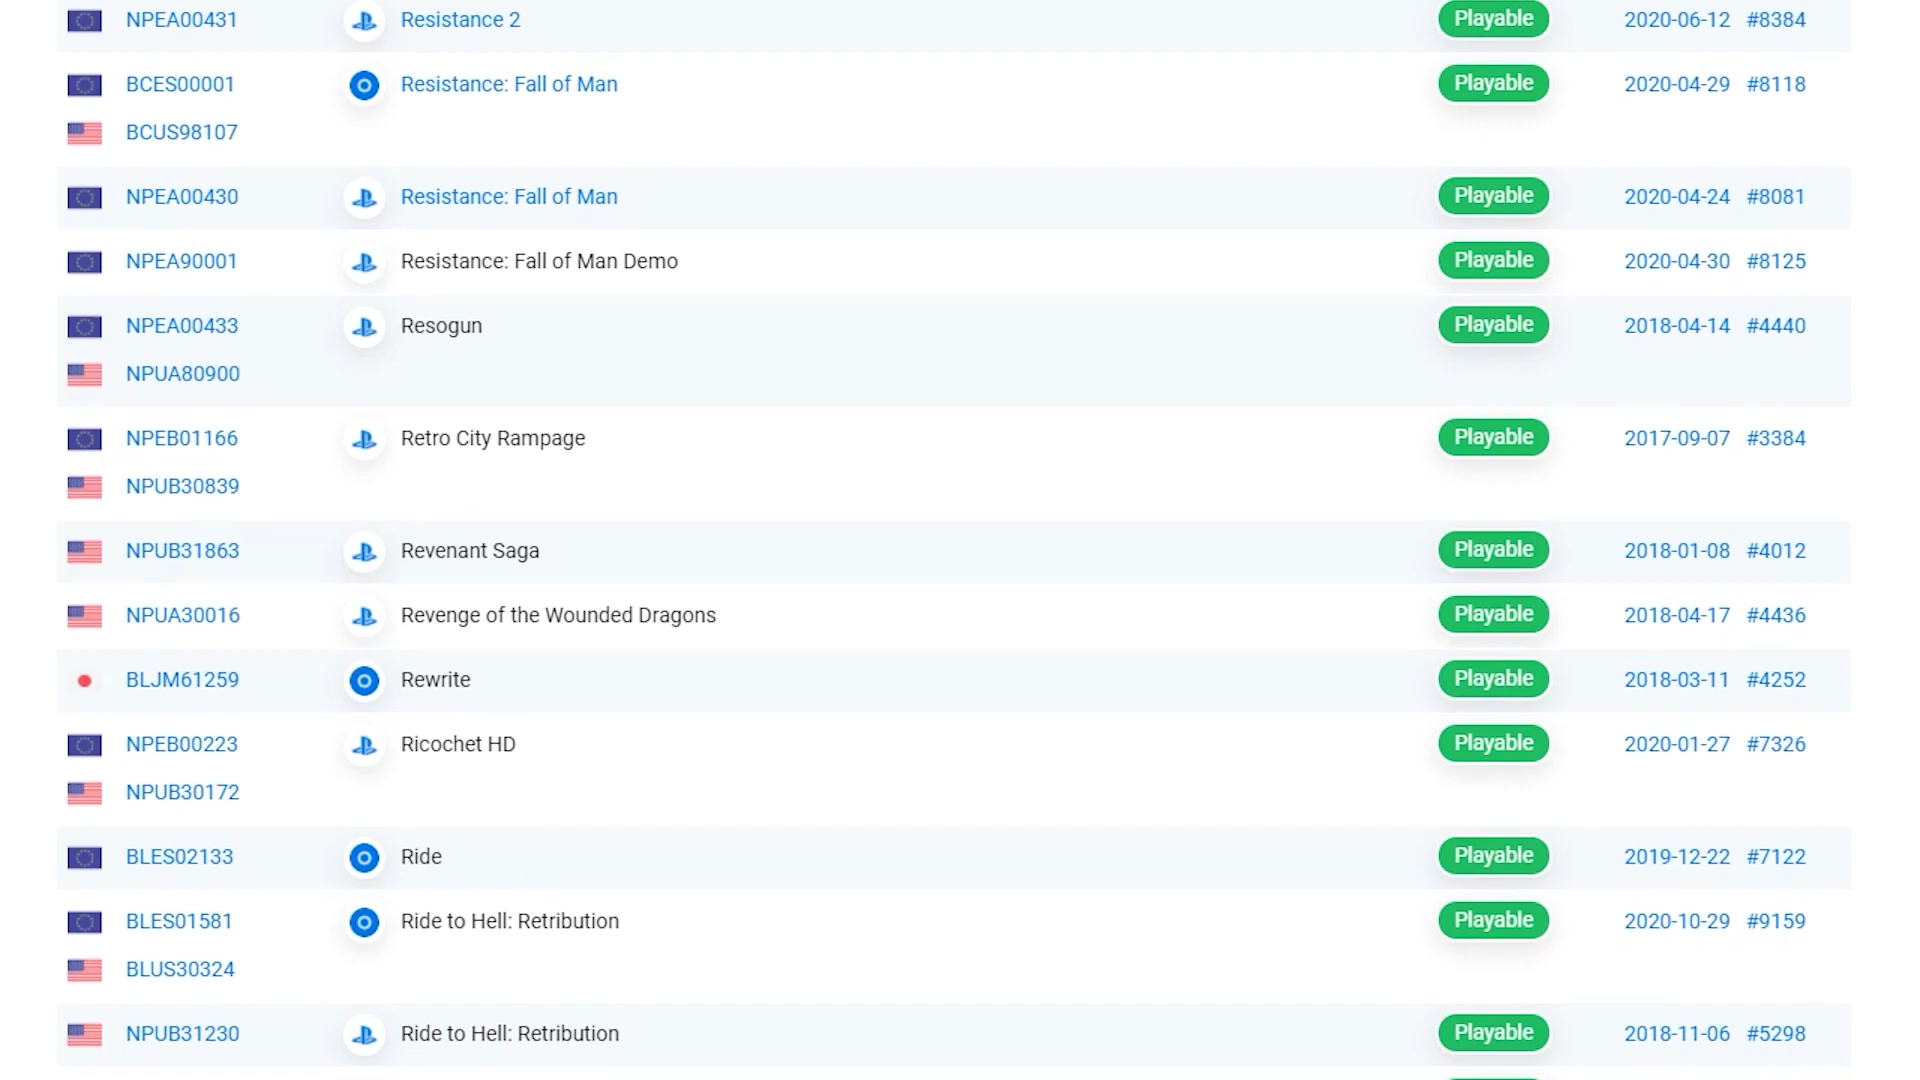 NPEA00431 Resistance 2 Playable 2020-06-12 #8384
BCES00001 Resistance: Fall of Man Playable 2020-04-29 #8118
BCUS98107
NPEA00430 Resistance: Fall of Man Playable 2020-04-24 #8081
NPEA90001 Resistance: Fall of Man Demo Playable 2020-04-30 #8125
NPEA00433 Resogun Playable 2018-04-14 #4440
NPUA80900
NPEB01166 Retro City Rampage Playable 2017-09-07 #3384
NPUB30839
NPUB31863 Revenant Saga Playable 2018-01-08 #4012
NPUA30016 Revenge of the Wounded Dragons Playable 2018-04-17 #4436
BLJM61259 Rewrite Playable 2018-03-11 #4252
NPEB00223 Ricochet HD Playable 2020-01-27 #7326
NPUB30172
BLES02133 Ride Playable 2019-12-22 #7122
BLES01581 Ride to Hell: Retribution Playable 2020-10-29 #9159
BLUS30324
NPUB31230 Ride to Hell: Retribution Playable 2018-11-06 #5298